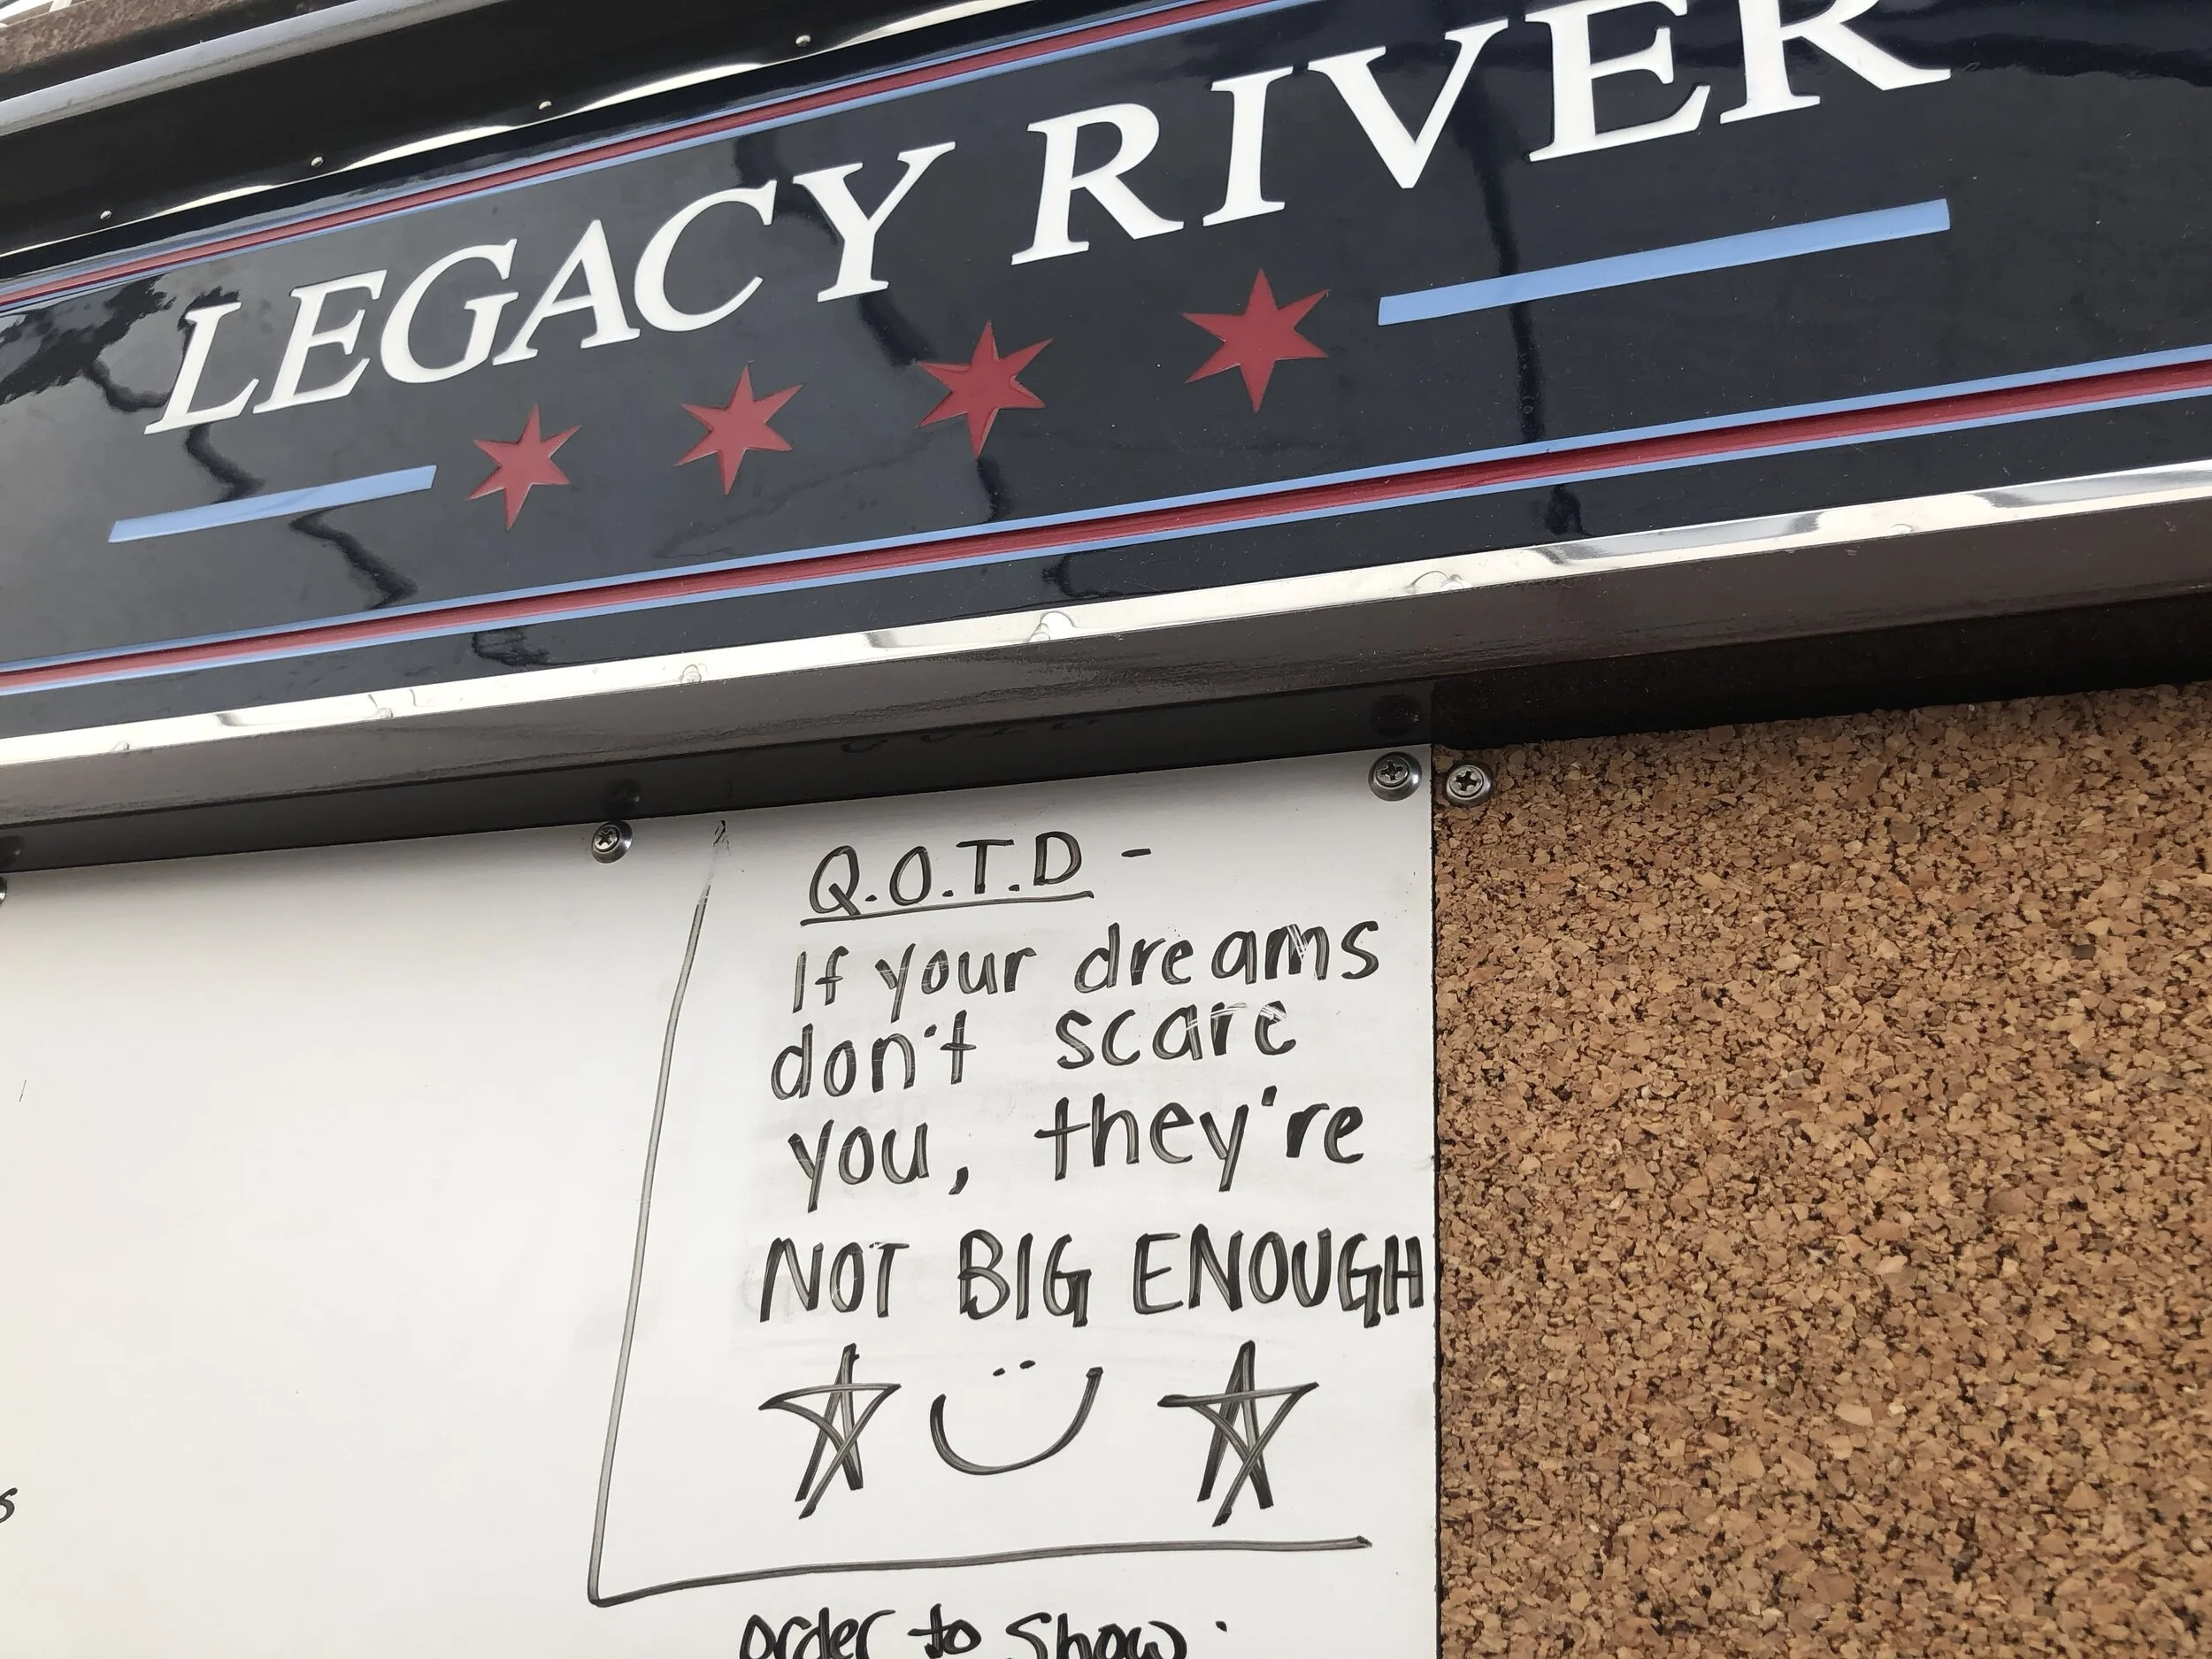 LEGACY RIVER
Q.O.T.D -
If your dreams
don't scare
you, they're
NOT BIG ENOUGH
s
order to show: